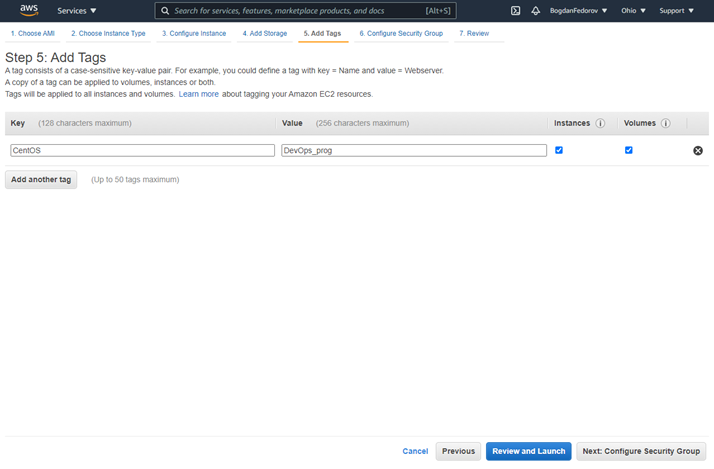 aws
Services
Search for services, features, marketplace products, and docs
[Alt+S]
BogdanFedorov
Ohio
Support
1. Choose AMI
2. Choose Instance Type
3. Configure Instance
4. Add Storage
5. Add Tags
6. Configure Security Group
7. Review
Step 5: Add Tags
A tag consists of a case-sensitive key-value pair. For example, you could define a tag with key = Name and value = Webserver.
A copy of a tag can be applied to volumes, instances or both.
Tags will be applied to all instances and volumes. Learn more about tagging your Amazon EC2 resources.
Key (128 characters maximum)
Value (256 characters maximum)
Instances
Volumes
CentOS
DevOps_prog
Add another tag
(Up to 50 tags maximum)
Cancel
Previous
Review and Launch
Next: Configure Security Group